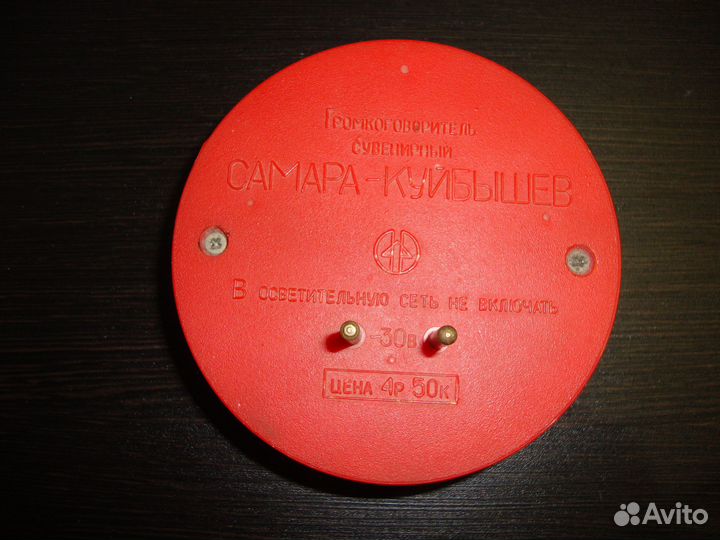 Громкоговоритель
сувенирный
САМАРА-КУЙБЫШЕВ
В осветительную сеть не включать
-30В
ЦЕНА 4Р 50К
Avito